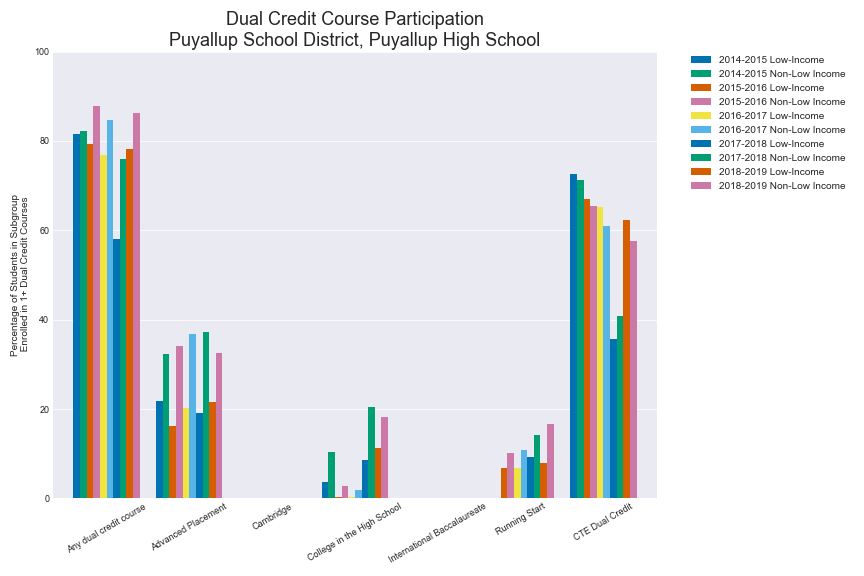 Dual Credit Course Participation
Puyallup School District, Puyallup High School
Percentage of Students in Subgroup
Enrolled in 1+ Dual Credit Courses
100
80
60
40
20
0
Any dual credit course
Advanced Placement
Cambridge
College in the High School
International Baccalaureate
Running Start
CTE Dual Credit
2014-2015 Low-Income
2014-2015 Non-Low Income
2015-2016 Low-Income
2015-2016 Non-Low Income
2016-2017 Low-Income
2016-2017 Non-Low Income
2017-2018 Low-Income
2017-2018 Non-Low Income
2018-2019 Low-Income
2018-2019 Non-Low Income